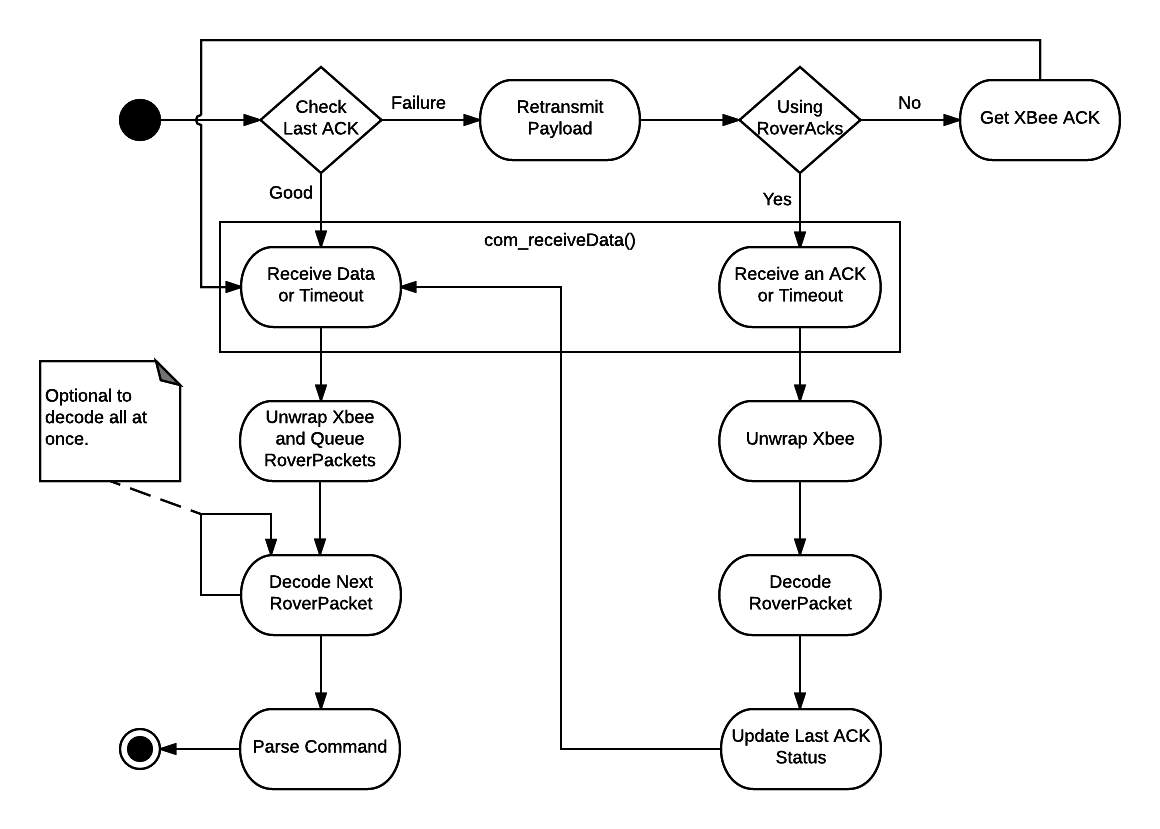 Check
Last ACK
Failure
Retransmit
Payload
Using
RoverAcks
No
Get XBee ACK
Good
Yes
com_receiveData()
Receive Data
or Timeout
Receive an ACK
or Timeout
Optional to
decode all at
once.
Unwrap Xbee
and Queue
RoverPackets
Unwrap Xbee
Decode Next
RoverPacket
Decode
RoverPacket
Parse Command
Update Last ACK
Status